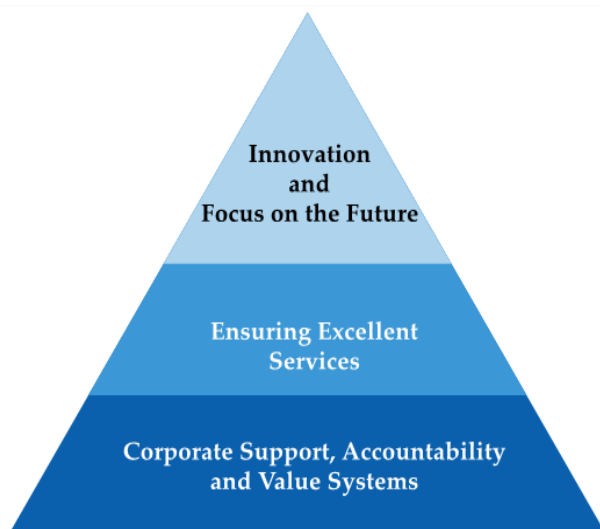 Innovation
and
Focus on the Future
Ensuring Excellent
Services
Corporate Support, Accountability
and Value Systems